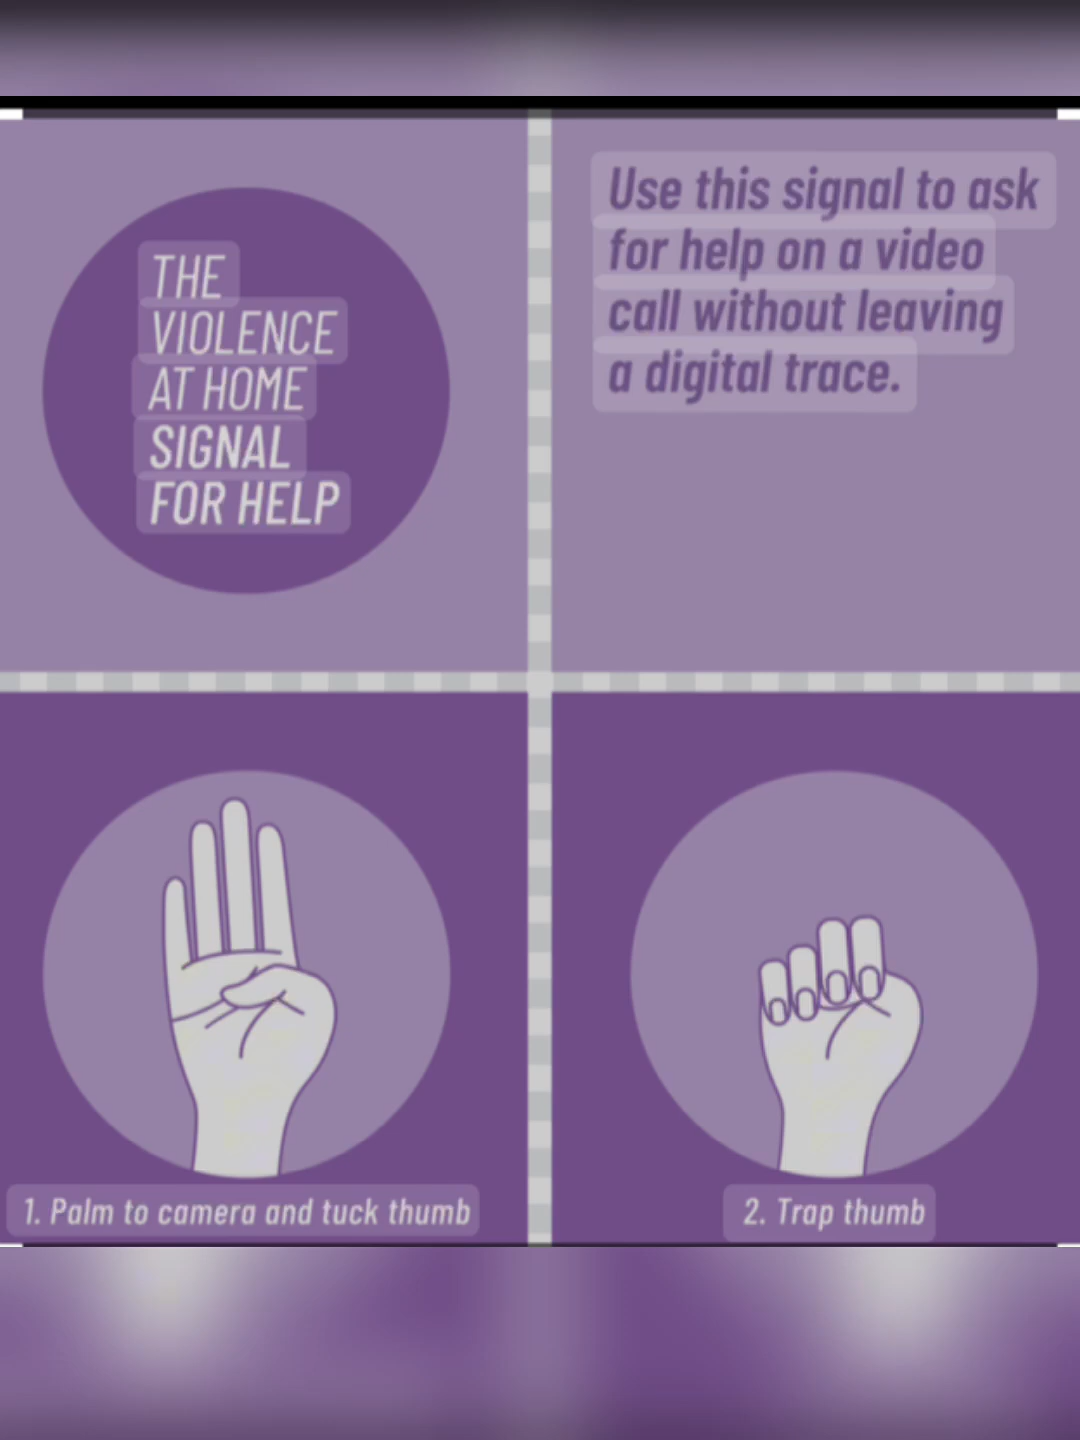 THE
VIOLENCE
AT HOME
SIGNAL
FOR HELP
Use this signal to ask
for help on a video
call without leaving
a digital trace.
1. Palm to camera and tuck thumb
2. Trap thumb